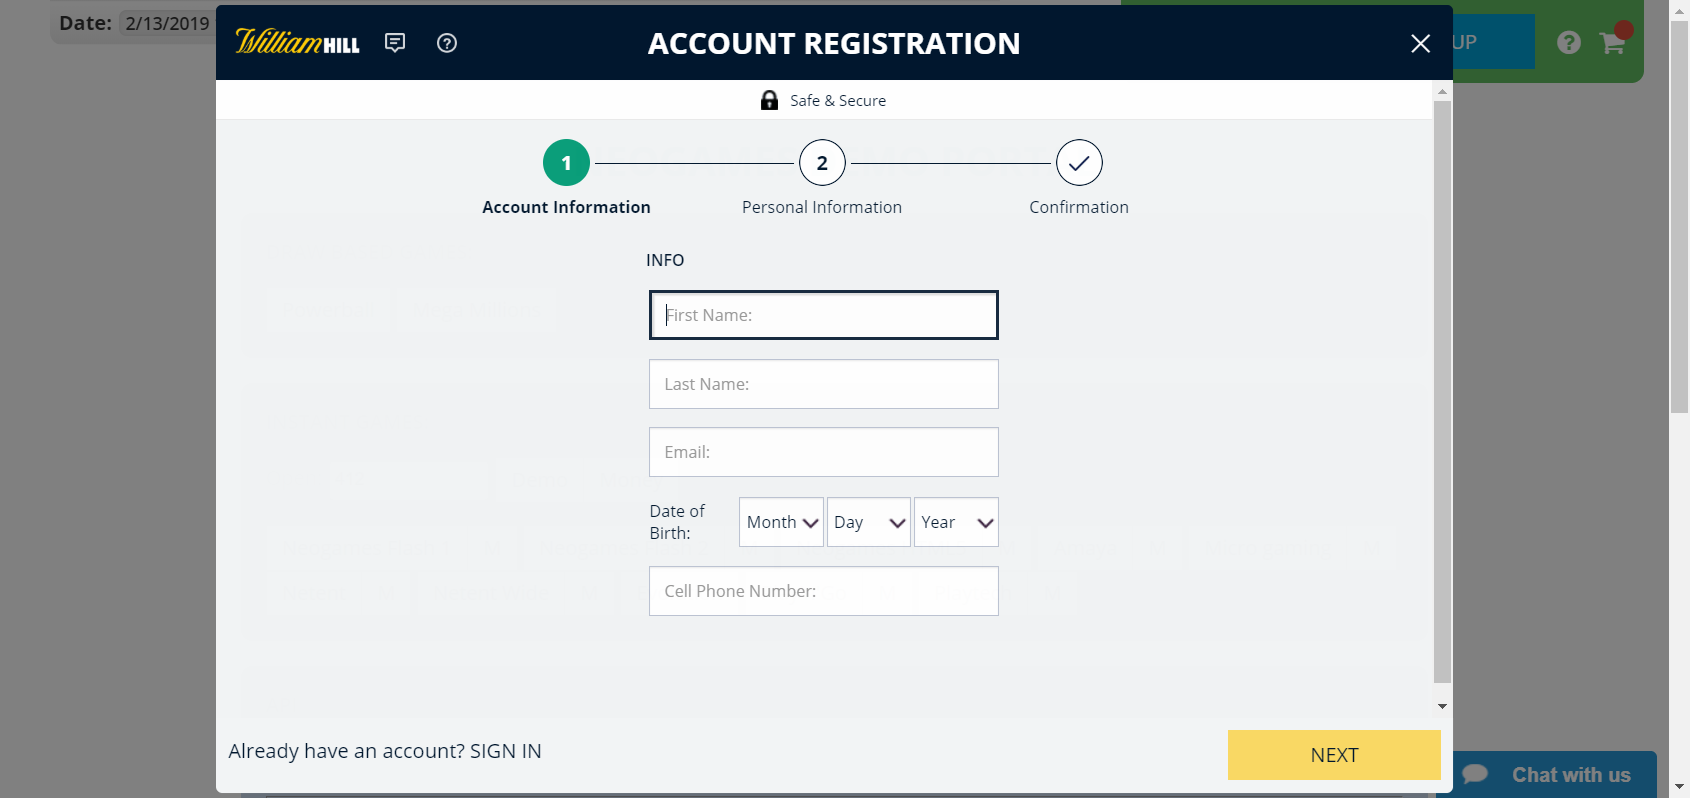 Date: 2/13/2019
William HILL
ACCOUNT REGISTRATION
UP
Safe & Secure
1
2
Account Information
Personal Information
Confirmation
INFO
First Name:
Last Name:
Email:
Date of
Birth:
Month
Day
Year
Cell Phone Number:
Already have an account? SIGN IN
NEXT
Chat with us